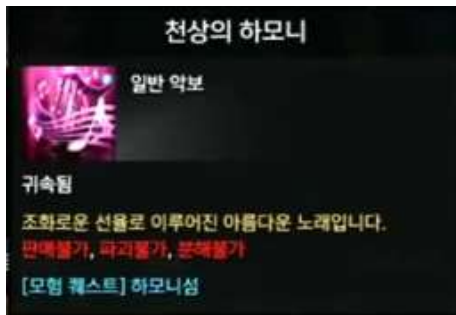 천상의 하모니
일반 악보
귀속됨
조화로운 선율로 이루어진 아름다운 노래입니다.
판매불가, 파괴불가, 분해불가
[모험 퀘스트] 하모니섬